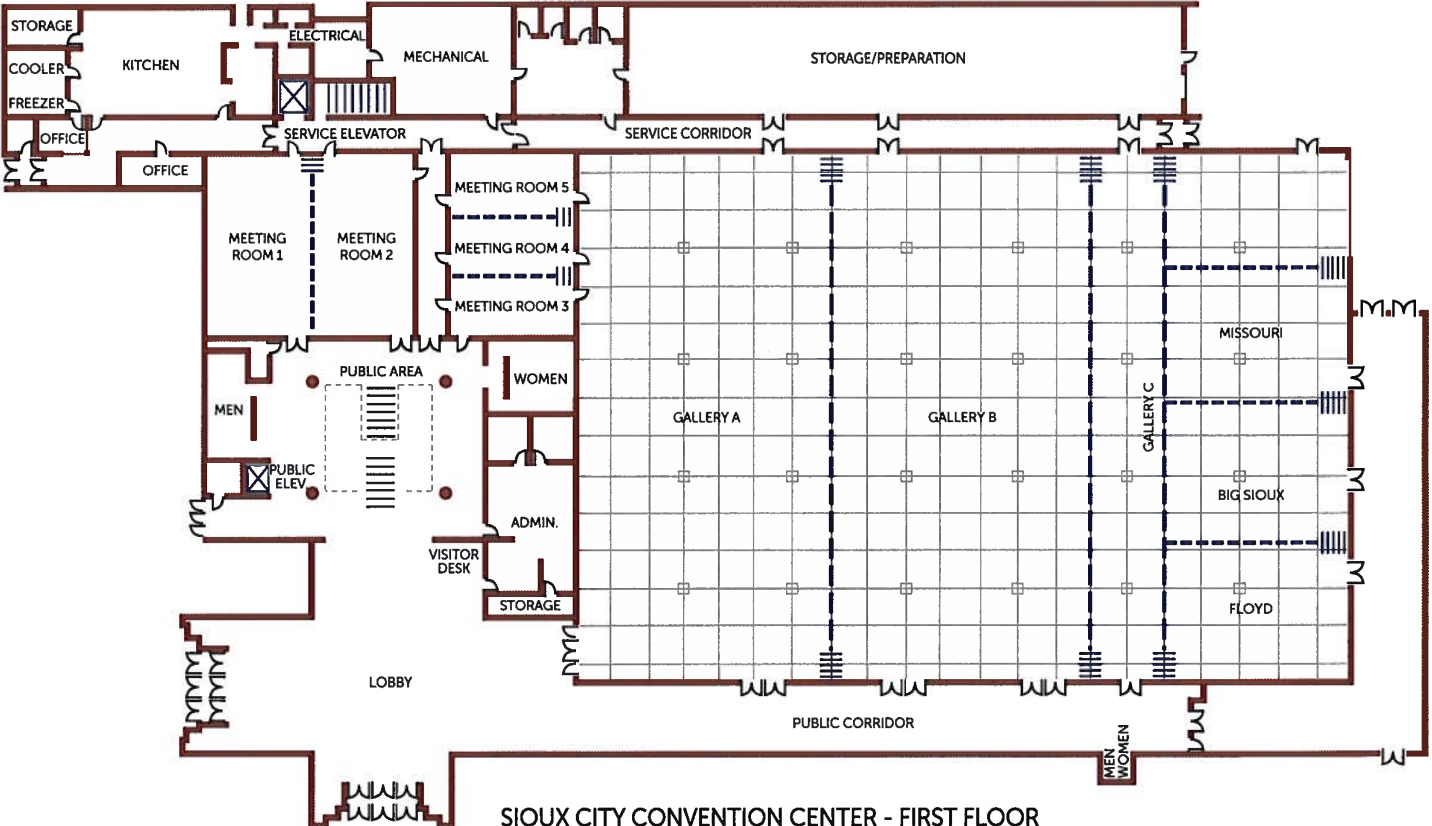 STORAGE
ELECTRICAL
COOLER
KITCHEN
MECHANICAL
STORAGE/PREPARATION
FREEZER
OFFICE
SERVICE ELEVATOR
SERVICE CORRIDOR
OFFICE
MEETING ROOM 5
MEETING
ROOM 1
MEETING
ROOM 2
MEETING ROOM 4
MEETING ROOM 3
MISSOURI
PUBLIC AREA
WOMEN
MEN
GALLERY A
GALLERY B
GALLERY C
PUBLIC
ELEV.
BIG SIOUX
ADMIN.
VISITOR
DESK
STORAGE
FLOYD
LOBBY
PUBLIC CORRIDOR
MEN
WOMEN
SIOUX CITY CONVENTION CENTER - FIRST FLOOR